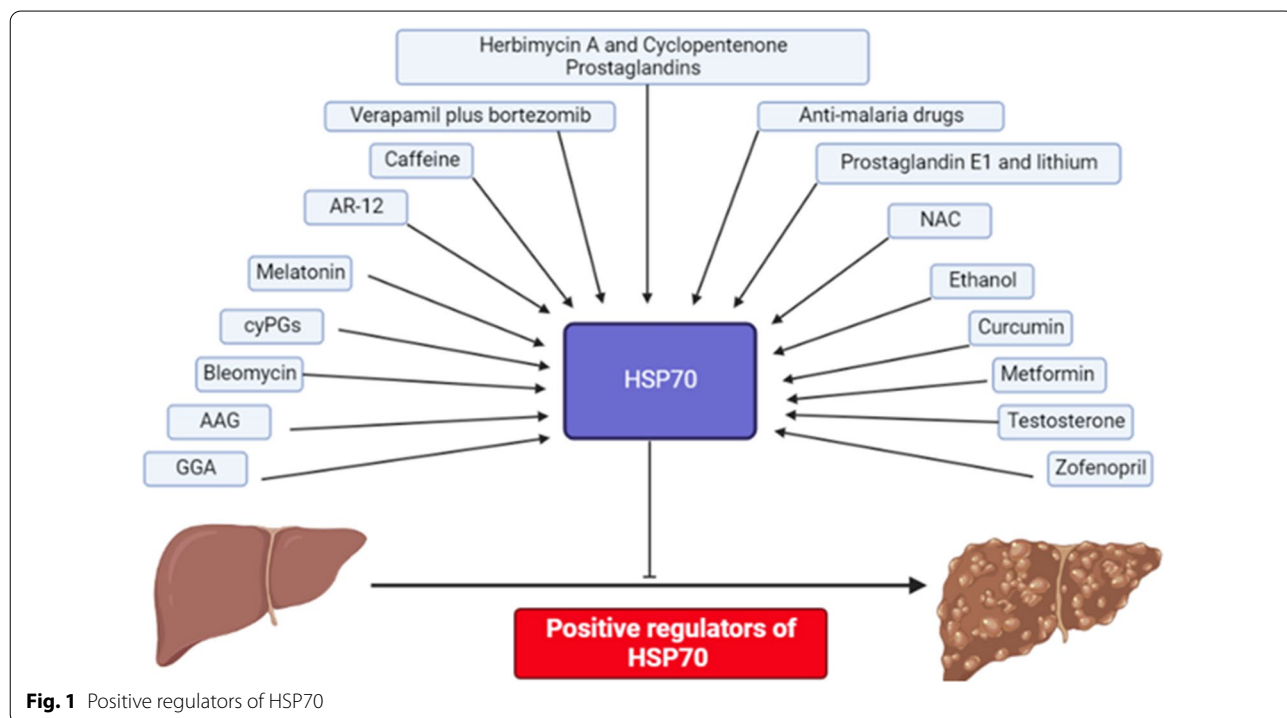 Herbimycin A and Cyclopentenone
Prostaglandins
Verapamil plus bortezomib
Anti-malaria drugs
Caffeine
Prostaglandin E1 and lithium
AR-12
NAC
Melatonin
Ethanol
cyPGs
Curcumin
Bleomycin
HSP70
Metformin
AAG
Testosterone
GGA
Zofenopril
Positive regulators of
HSP70
Fig. 1 Positive regulators of HSP70